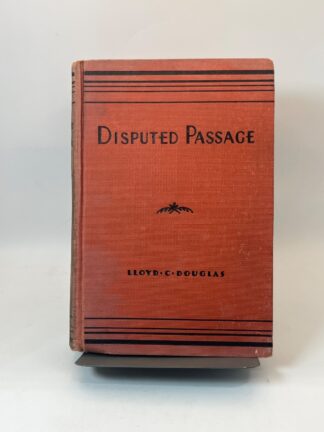 DISPUTED PASSAGE
LLOYD · C · DOUGLAS